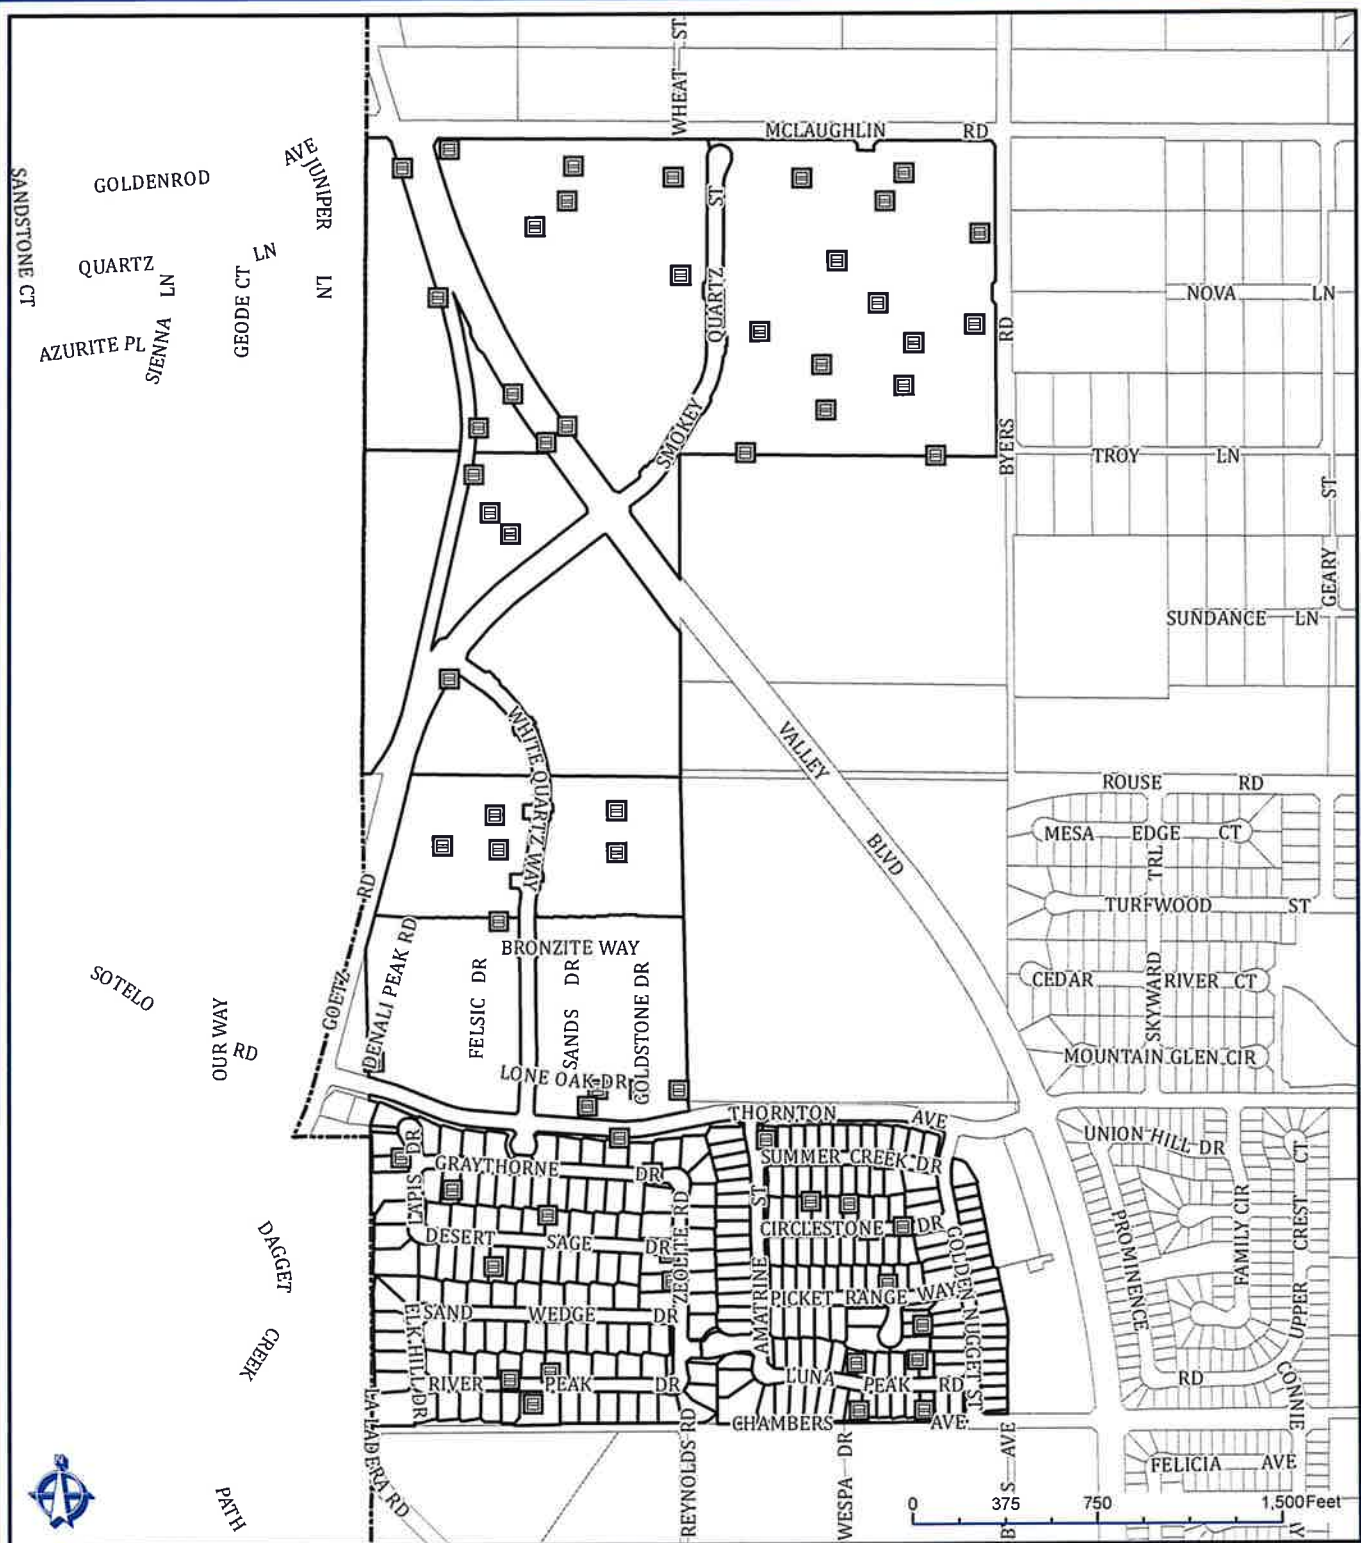 WHEAT ST
MCLAUGHLIN RD
SANDSTONE CT
GOLDENROD AVE
JUNIPER LN
QUARTZ LN
SIENNA LN
GEODE CT
AZURITE PL
SMOKEY QUARTZ ST
BYERS RD
NOVA LN
TROY LN
GEARY ST
SUNDANCE LN
WHITE QUARTZ WAY
VALLEY BLVD
ROUSE RD
MESA EDGE CT
TURFWOOD ST
SKYWARD TRL
CEDAR RIVER CT
MOUNTAIN GLEN CIR
SOTELO RD
OUR WAY
GOETZ RD
DENALI PEAK RD
BRONZITE WAY
FELSIC DR
SANDS DR
GOLDSTONE DR
LONE OAK DR
THORNTON AVE
LAPIS DR
GRAYTHORNE DR
SUMMER CREEK DR
UNION HILL DR
DESERT SAGE DR
ZEOLITE RD
AMATRINE ST
CIRCLESTONE DR
GOLDEN NUGGET ST
PROMINENCE RD
FAMILY CIR
UPPER CREST CT
SAND WEDGE DR
PICKET RANGE WAY
ELK HILL DR
RIVER PEAK DR
LUNA PEAK RD
CHAMBERS AVE
CONNIE WAY
DAGGET CREEK PATH
LA LADERA RD
REYNOLDS RD
WESPA DR
B S AVE
FELICIA AVE
N
0 375 750 1,500 Feet